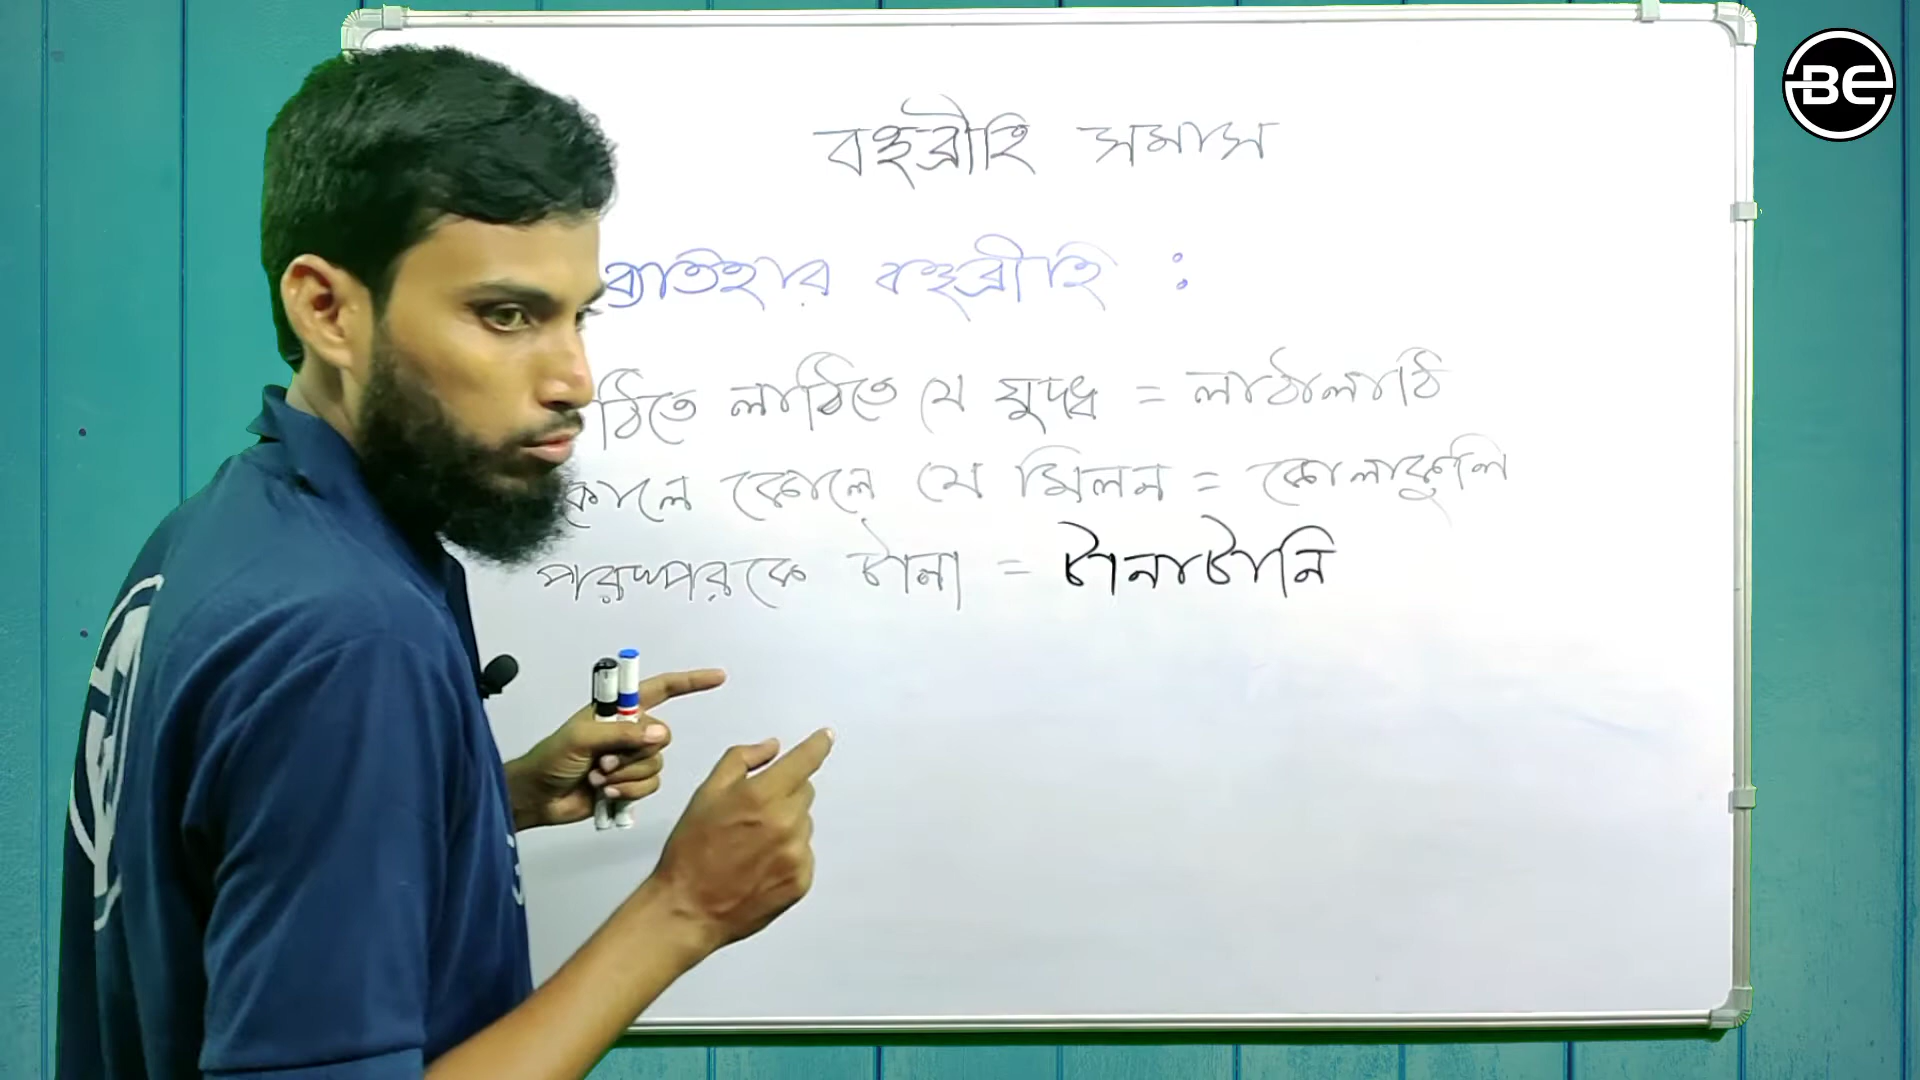 বহুব্রীহি সমাস
ব্যতিহার বহুব্রীহি :
ঠিতে লাঠিতে যে যুদ্ধ = লাঠালাঠি
কোলে কোলে যে মিলন = কোলাকুলি
পরস্পরকে টানা = টানাটানি
BE